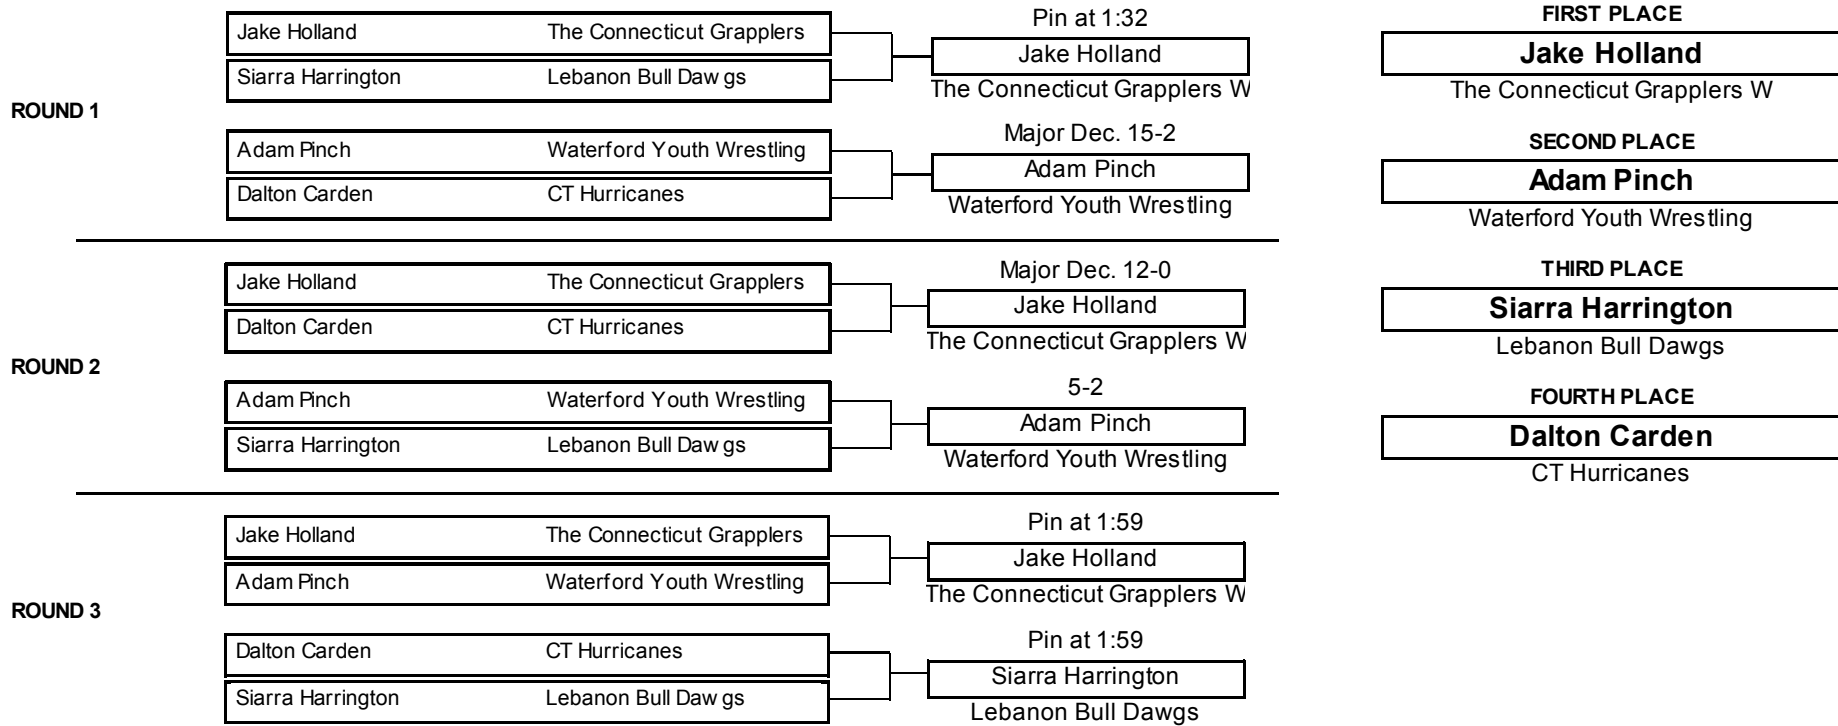 Pin at 1:32
Jake Holland The Connecticut Grapplers
Jake Holland
Siarra Harrington Lebanon Bull Dawgs
The Connecticut Grapplers W
ROUND 1
Major Dec. 15-2
Adam Pinch Waterford Youth Wrestling
Adam Pinch
Dalton Carden CT Hurricanes
Waterford Youth Wrestling
Major Dec. 12-0
Jake Holland The Connecticut Grapplers
Jake Holland
Dalton Carden CT Hurricanes
The Connecticut Grapplers W
ROUND 2
5-2
Adam Pinch Waterford Youth Wrestling
Adam Pinch
Siarra Harrington Lebanon Bull Dawgs
Waterford Youth Wrestling
Pin at 1:59
Jake Holland The Connecticut Grapplers
Jake Holland
Adam Pinch Waterford Youth Wrestling
The Connecticut Grapplers W
ROUND 3
Pin at 1:59
Dalton Carden CT Hurricanes
Siarra Harrington
Siarra Harrington Lebanon Bull Dawgs
Lebanon Bull Dawgs
FIRST PLACE
Jake Holland
The Connecticut Grapplers W
SECOND PLACE
Adam Pinch
Waterford Youth Wrestling
THIRD PLACE
Siarra Harrington
Lebanon Bull Dawgs
FOURTH PLACE
Dalton Carden
CT Hurricanes